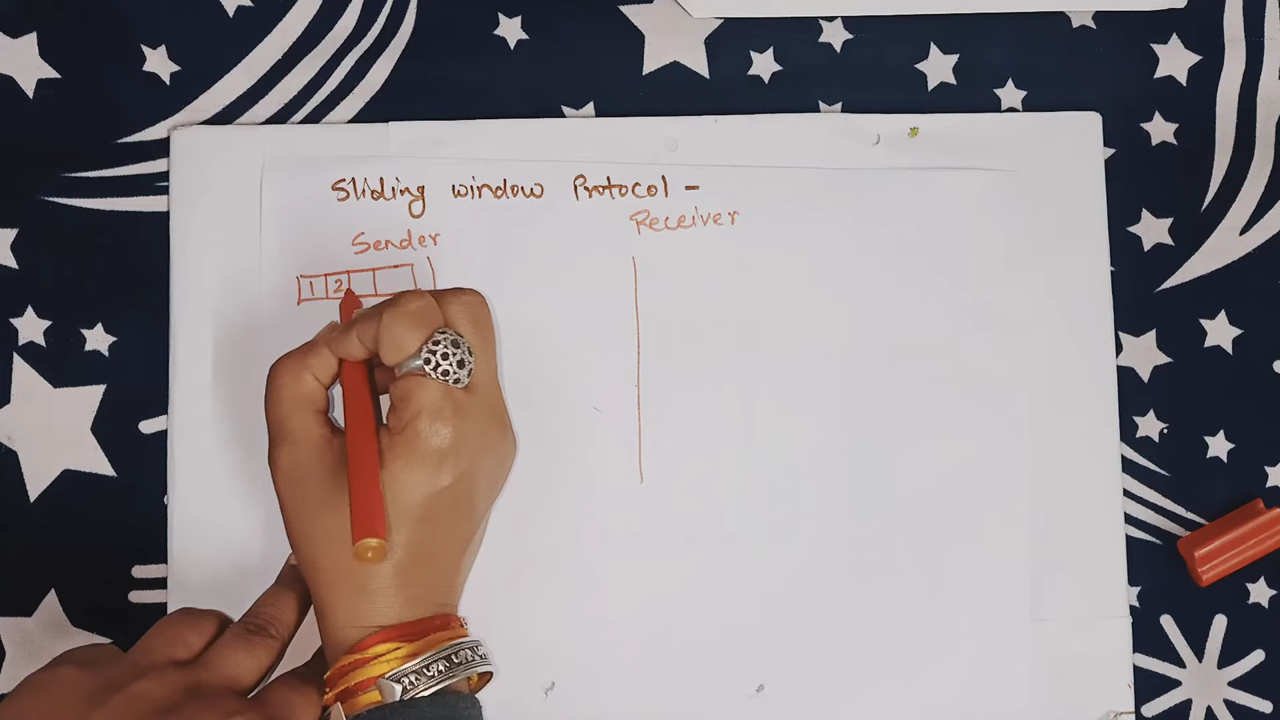 Sliding window Protocol -
Sender
Receiver
1 2